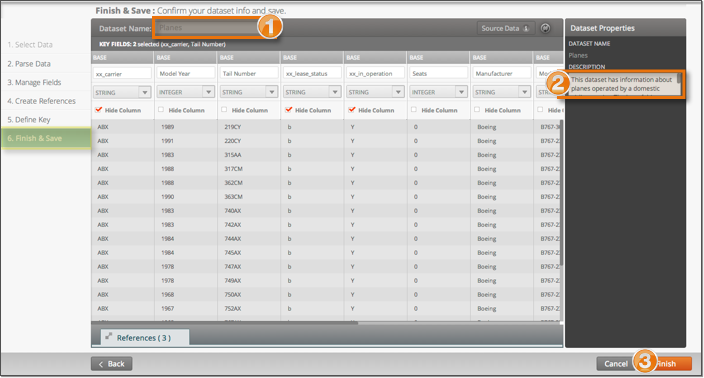 Finish & Save : Confirm your dataset info and save.
1. Select Data
2. Parse Data
3. Manage Fields
4. Create References
5. Define Key
6. Finish & Save
Dataset Name: Planes 1 Source Data
KEY FIELDS: 2 selected (xx_carrier, Tail Number)
BASE BASE BASE BASE BASE BASE BASE BASE
xx_carrier Model Year Tail Number xx_lease_status xx_in_operation Seats Manufacturer
STRING INTEGER STRING STRING STRING INTEGER STRING STRING
Hide Column Hide Column Hide Column Hide Column Hide Column Hide Column Hide Column Hide
ABX 1989 219CY b Y 0 Boeing
ABX 1991 220CY b Y 0 Boeing B767-2
ABX 1983 315AA b Y 0 Boeing B767-2
ABX 1988 317CM b Y 0 Boeing
ABX 1988 362CM b Y 0 Boeing
ABX 1990 363CM b Y 0 Boeing
ABX 1983 740AX b Y 0 Boeing B767-2
ABX 1983 742AX b Y 0 Boeing B767-2
ABX 1984 744AX b Y 0 Boeing B767-2
ABX 1984 745AX b Y 0 Boeing B767-2
ABX 1978 747AX b Y 0 Boeing B767-2
ABX 1978 749AX b Y 0 Boeing B767-2
ABX 1968 750AX b Y 0 Boeing B767-2
ABX 1967 752AX b Y 0 Boeing B767-2
References ( 3 )
Dataset Properties
DATASET NAME
Planes
DESCRIPTION
2 This dataset has information about
planes operated by a domestic
Back Cancel 3 Finish